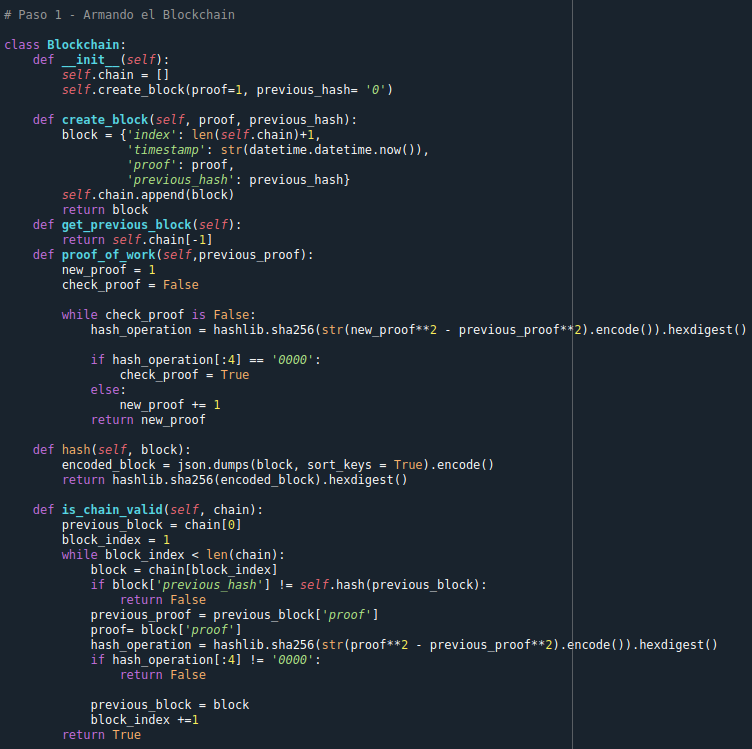 # Paso 1 - Armando el Blockchain

class Blockchain:
    def __init__(self):
        self.chain = []
        self.create_block(proof=1, previous_hash= '0')

    def create_block(self, proof, previous_hash):
        block = {'index': len(self.chain)+1,
                 'timestamp': str(datetime.datetime.now()),
                 'proof': proof,
                 'previous_hash': previous_hash}
        self.chain.append(block)
        return block
    def get_previous_block(self):
        return self.chain[-1]
    def proof_of_work(self,previous_proof):
        new_proof = 1
        check_proof = False

        while check_proof is False:
            hash_operation = hashlib.sha256(str(new_proof**2 - previous_proof**2).encode()).hexdigest()

            if hash_operation[:4] == '0000':
                check_proof = True
            else:
                new_proof += 1
            return new_proof

    def hash(self, block):
        encoded_block = json.dumps(block, sort_keys = True).encode()
        return hashlib.sha256(encoded_block).hexdigest()

    def is_chain_valid(self, chain):
        previous_block = chain[0]
        block_index = 1
        while block_index < len(chain):
            block = chain[block_index]
            if block['previous_hash'] != self.hash(previous_block):
                return False
            previous_proof = previous_block['proof']
            proof= block['proof']
            hash_operation = hashlib.sha256(str(proof**2 - previous_proof**2).encode()).hexdigest()
            if hash_operation[:4] != '0000':
                return False

            previous_block = block
            block_index +=1
        return True